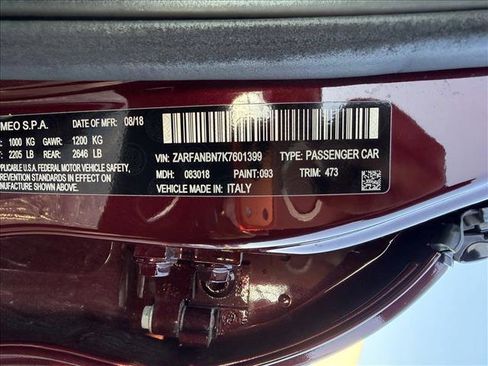 MEO S.P.A. DATE OF MFR: 08/18
1000 KG GAWR: 1200 KG
2205 LB REAR: 2646 LB
REAL FEDERAL MOTOR VEHICLE SAFETY,
PREVENTION STANDARDS IN EFFECT ON
NUFACTURE SHOWN ABOVE.
VIN: ZARFANBN7K7601399 TYPE: PASSENGER CAR
MDH: 083018 PAINT: 093 TRIM: 473
VEHICLE MADE IN: ITALY